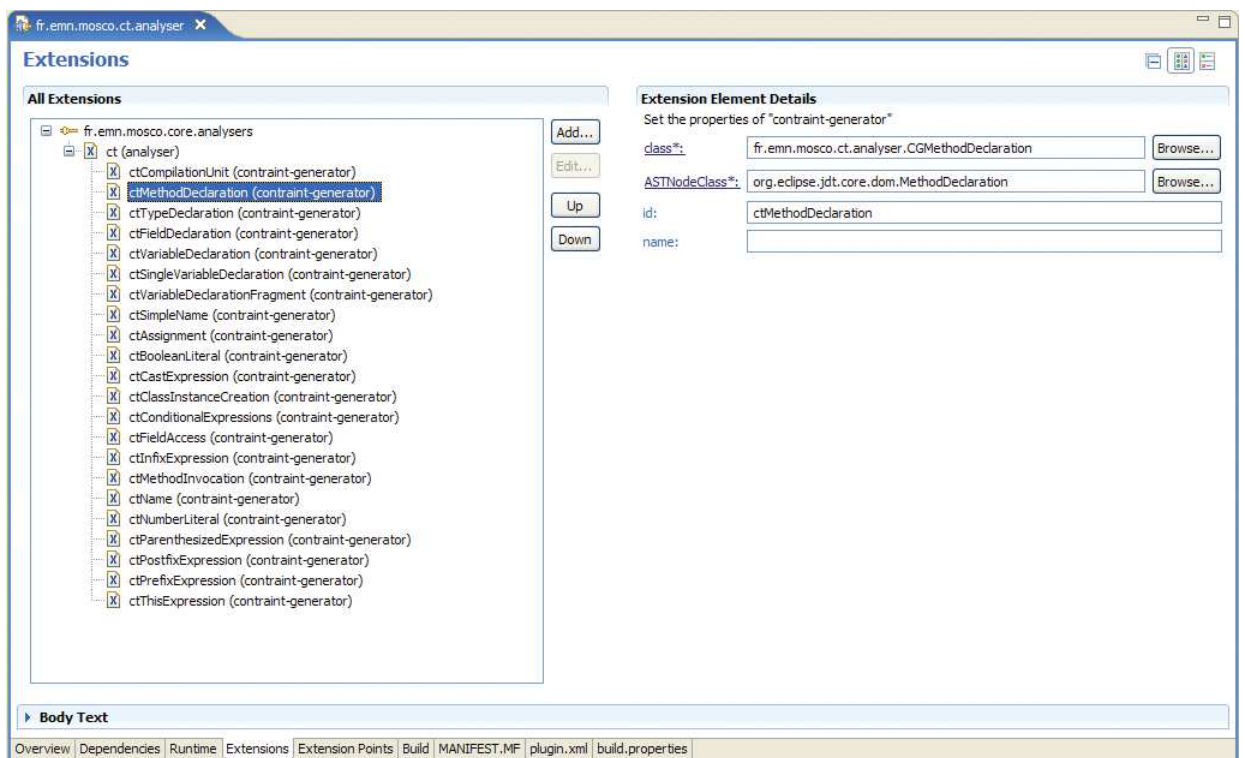 fr.emn.mosco.ct.analyser
Extensions
All Extensions
fr.emn.mosco.core.analysers
ct (analyser)
ctCompilationUnit (contraint-generator)
ctMethodDeclaration (contraint-generator)
ctTypeDeclaration (contraint-generator)
ctFieldDeclaration (contraint-generator)
ctVariableDeclaration (contraint-generator)
ctSingleVariableDeclaration (contraint-generator)
ctVariableDeclarationFragment (contraint-generator)
ctSimpleName (contraint-generator)
ctAssignment (contraint-generator)
ctBooleanLiteral (contraint-generator)
ctCastExpression (contraint-generator)
ctClassInstanceCreation (contraint-generator)
ctConditionalExpressions (contraint-generator)
ctFieldAccess (contraint-generator)
ctInfixExpression (contraint-generator)
ctMethodInvocation (contraint-generator)
ctName (contraint-generator)
ctNumberLiteral (contraint-generator)
ctParenthesizedExpression (contraint-generator)
ctPostfixExpression (contraint-generator)
ctPrefixExpression (contraint-generator)
ctThisExpression (contraint-generator)
Add...
Edit...
Up
Down
Extension Element Details
Set the properties of "contraint-generator"
class*: fr.emn.mosco.ct.analyser.CGMethodDeclaration Browse...
ASTNodeClass*: org.eclipse.jdt.core.dom.MethodDeclaration Browse...
id: ctMethodDeclaration
name:
Body Text
Overview Dependencies Runtime Extensions Extension Points Build MANIFEST.MF plugin.xml build.properties